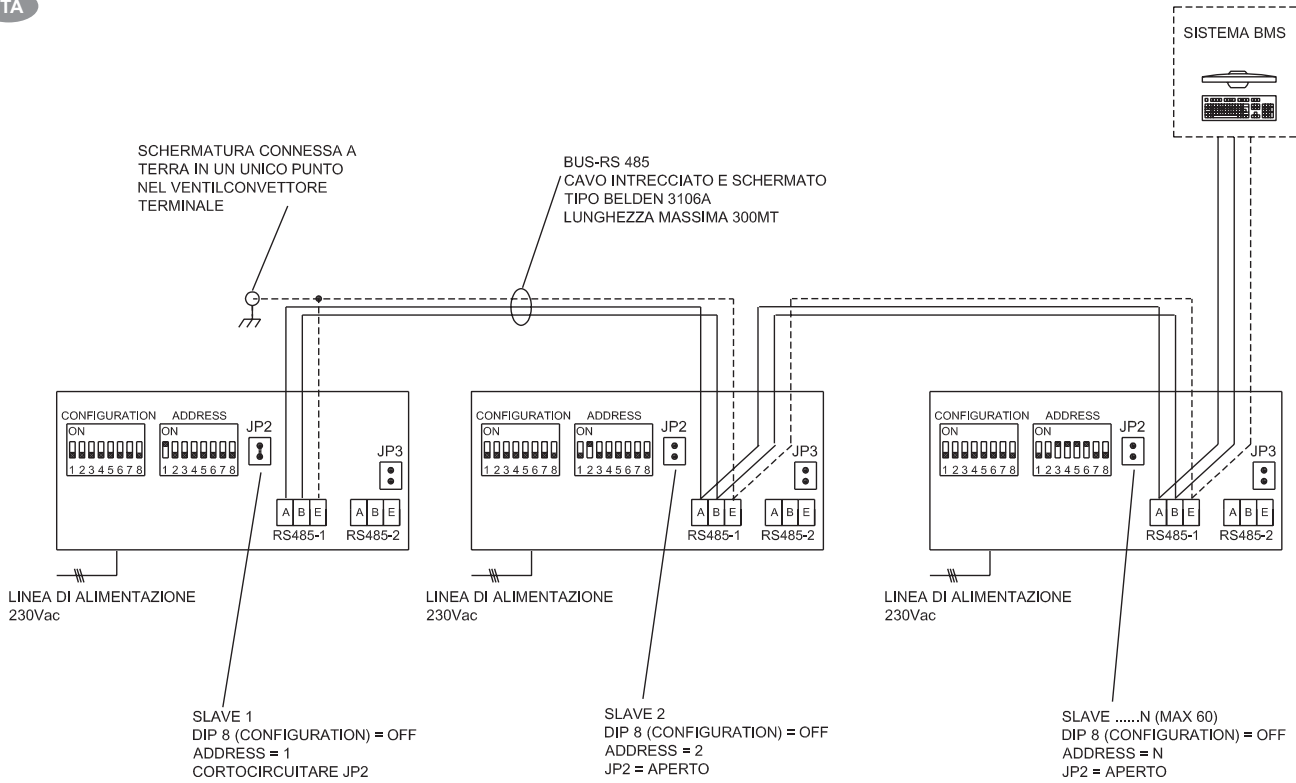 TA
SISTEMA BMS
SCHERMATURA CONNESSA A
TERRA IN UN UNICO PUNTO
NEL VENTILCONVETTORE
TERMINALE
BUS-RS 485
CAVO INTRECCIATO E SCHERMATO
TIPO BELDEN 3106A
LUNGHEZZA MASSIMA 300MT
CONFIGURATION ADDRESS
ON ON
JP2
JP3
1 2 3 4 5 6 7 8 1 2 3 4 5 6 7 8
A B E A B E
RS485-1 RS485-2
LINEA DI ALIMENTAZIONE
230Vac
CONFIGURATION ADDRESS
ON ON
JP2
JP3
1 2 3 4 5 6 7 8 1 2 3 4 5 6 7 8
A B E A B E
RS485-1 RS485-2
LINEA DI ALIMENTAZIONE
230Vac
CONFIGURATION ADDRESS
ON ON
JP2
JP3
1 2 3 4 5 6 7 8 1 2 3 4 5 6 7 8
A B E A B E
RS485-1 RS485-2
LINEA DI ALIMENTAZIONE
230Vac
SLAVE 1
DIP 8 (CONFIGURATION) = OFF
ADDRESS = 1
CORTOCIRCUITARE JP2
SLAVE 2
DIP 8 (CONFIGURATION) = OFF
ADDRESS = 2
JP2 = APERTO
SLAVE ......N (MAX 60)
DIP 8 (CONFIGURATION) = OFF
ADDRESS = N
JP2 = APERTO